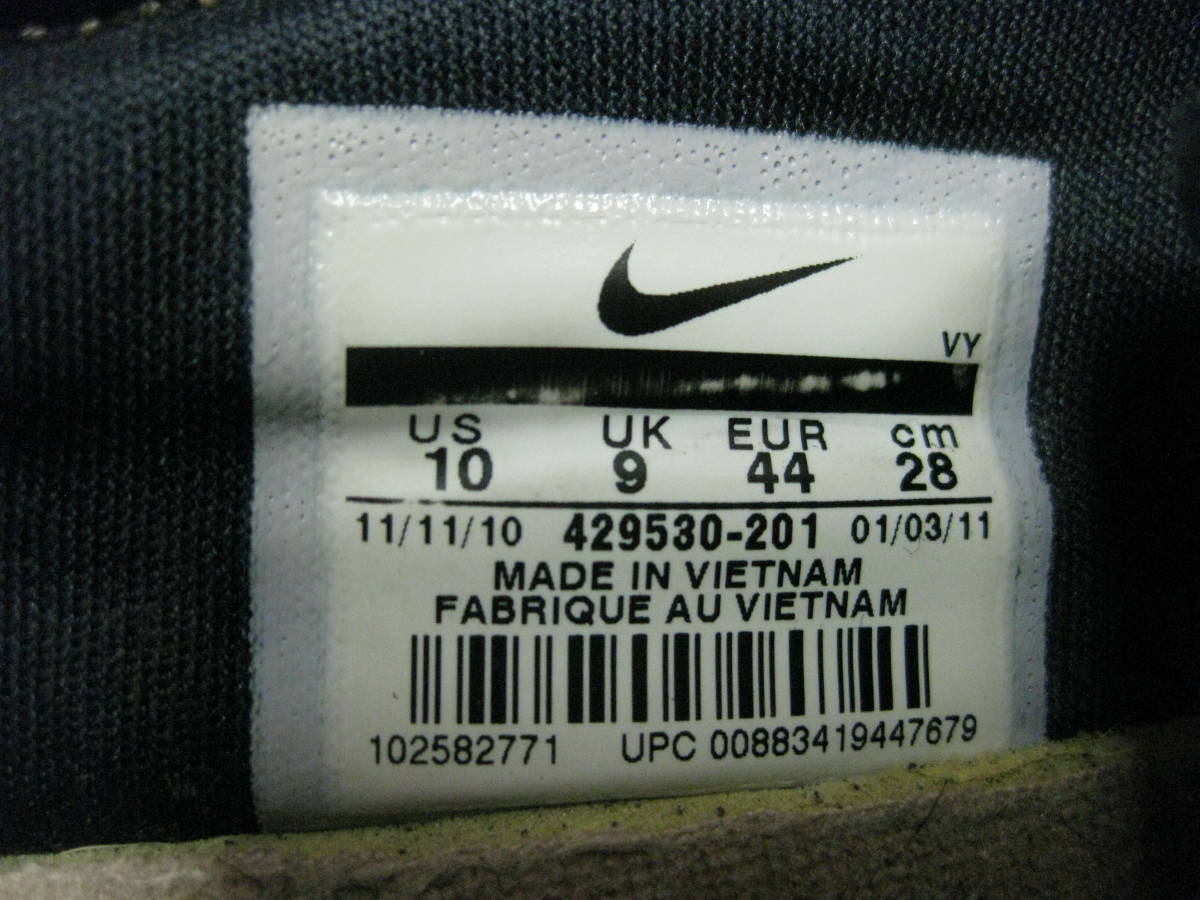 VY
US UK EUR cm
10 9 44 28
11/11/10 429530-201 01/03/11
MADE IN VIETNAM
FABRIQUE AU VIETNAM
102582771 UPC 00883419447679